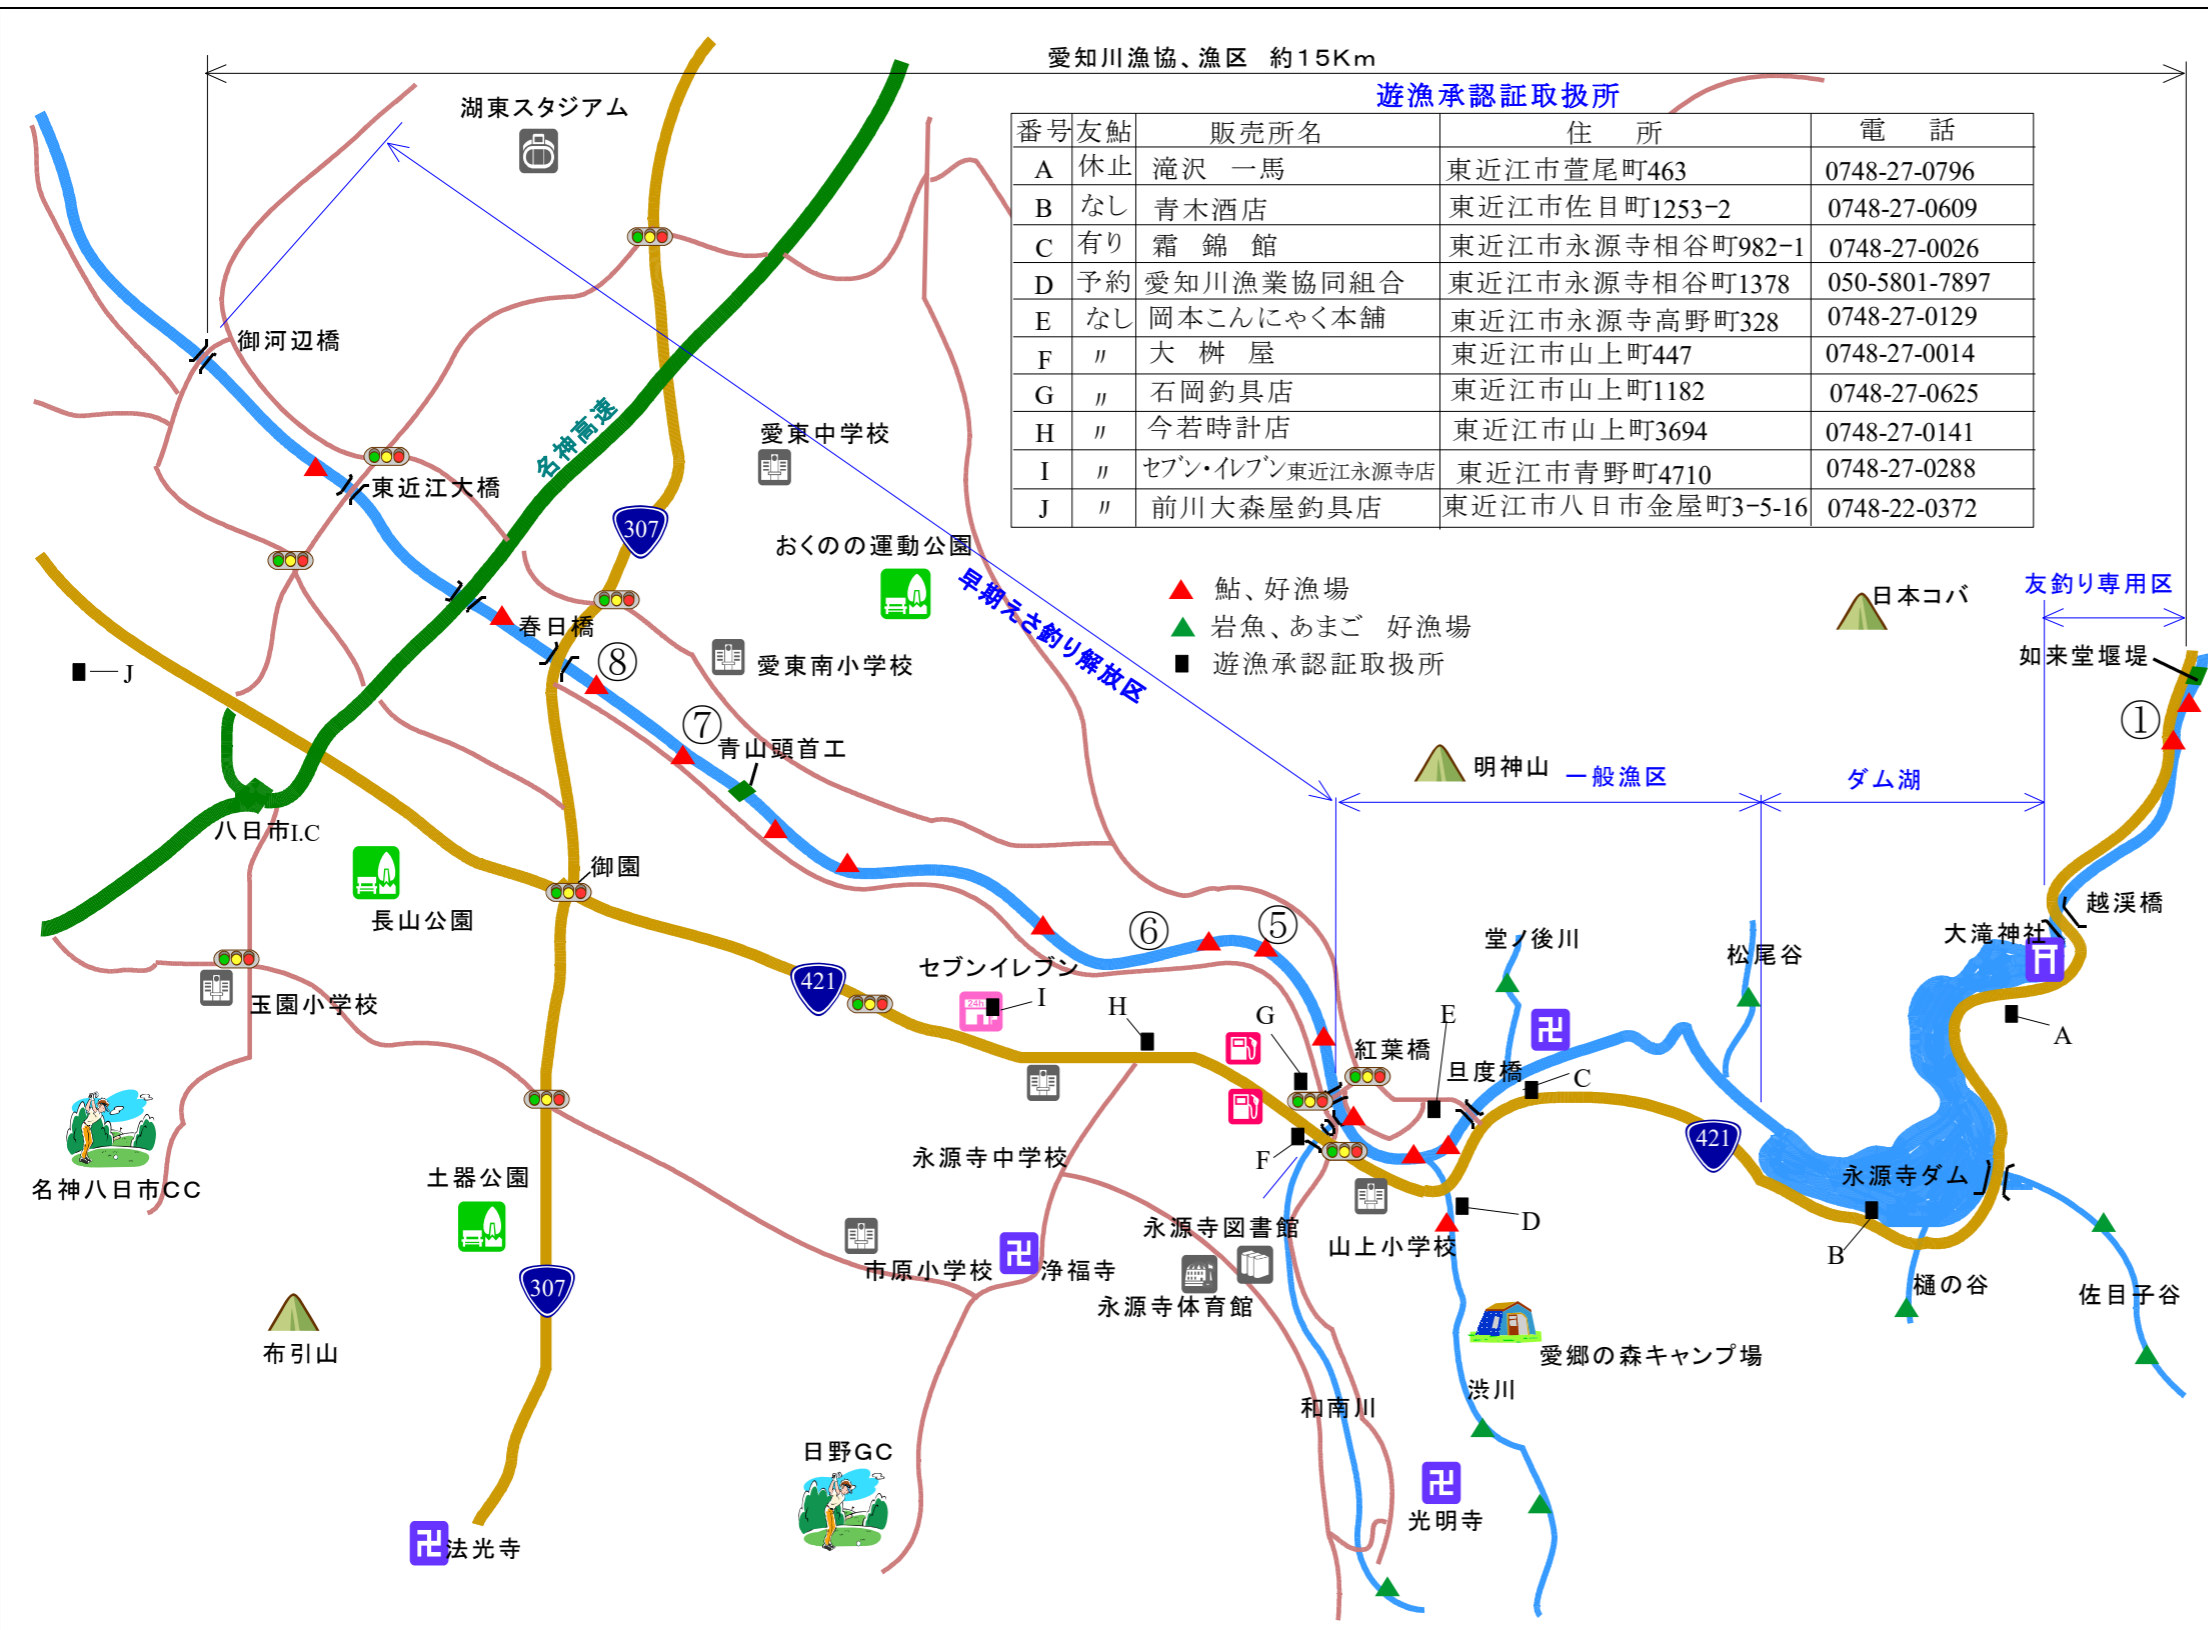 愛知川漁協、漁区 約15Km
遊漁承認証取扱所
番号 友鮎 販売所名 住 所 電 話
A 休止 滝沢 一馬 東近江市萱尾町463 0748-27-0796
B なし 青木酒店 東近江市佐目町1253-2 0748-27-0609
C 有り 霜 錦 館 東近江市永源寺相谷町982-1 0748-27-0026
D 予約 愛知川漁業協同組合 東近江市永源寺相谷町1378 050-5801-7897
E なし 岡本こんにゃく本舗 東近江市永源寺高野町328 0748-27-0129
F 〃 大 桝 屋 東近江市山上町447 0748-27-0014
G 〃 石岡釣具店 東近江市山上町1182 0748-27-0625
H 〃 今若時計店 東近江市山上町3694 0748-27-0141
I 〃 セブン・イレブン東近江永源寺店 東近江市青野町4710 0748-27-0288
J 〃 前川大森屋釣具店 東近江市八日市金屋町3-5-16 0748-22-0372
鮎、好漁場
岩魚、あまご 好漁場
遊漁承認証取扱所
湖東スタジアム
御河辺橋
名神高速
愛東中学校
東近江大橋
307
おくのの運動公園
早期えさ釣り解放区
日本コバ
友釣り専用区
春日橋
⑧
愛東南小学校
如来堂堰堤
J
⑦
青山頭首工
①
明神山
一般漁区
ダム湖
八日市I.C
御園
長山公園
越渓橋
⑥
⑤
堂ノ後川
松尾谷
大滝神社
セブンイレブン
24h
421
I
玉園小学校
H
G
E
A
紅葉橋
旦度橋
C
421
永源寺中学校
F
永源寺ダム
名神八日市CC
土器公園
D
永源寺図書館
山上小学校
B
市原小学校
浄福寺
307
永源寺体育館
樋の谷
佐目子谷
布引山
愛郷の森キャンプ場
渋川
和南川
日野GC
光明寺
法光寺